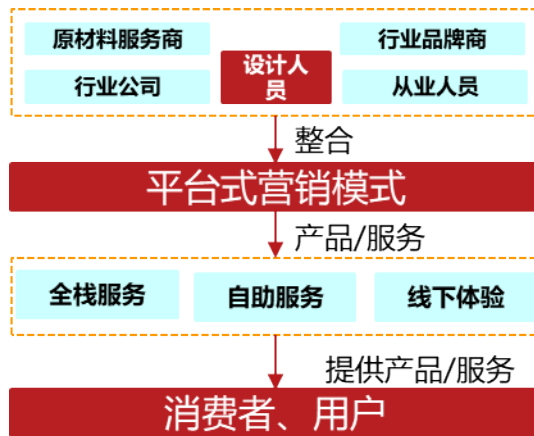 原材料服务商
行业品牌商
设计人
员
行业公司
从业人员
整合
平台式营销模式
产品/服务
全栈服务
自助服务
线下体验
提供产品/服务
消费者、用户